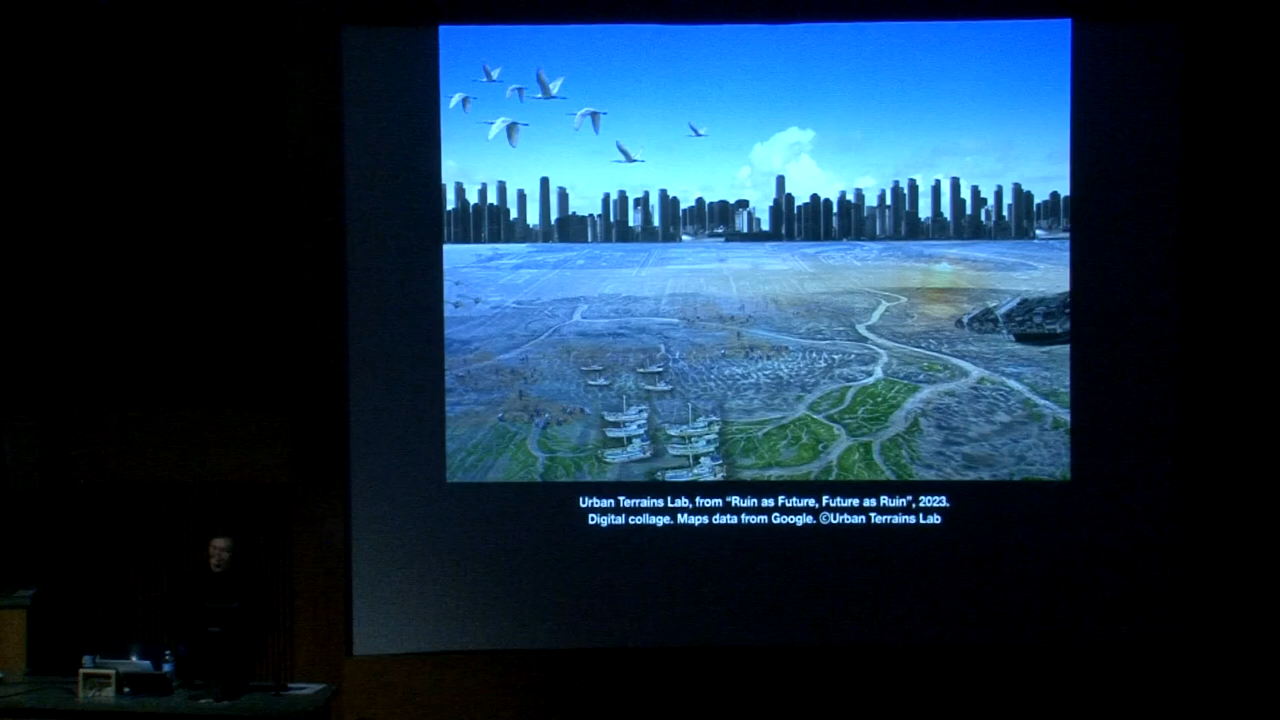 Urban Terrains Lab, from “Ruin as Future, Future as Ruin”, 2023.
Digital collage. Maps data from Google. ©Urban Terrains Lab